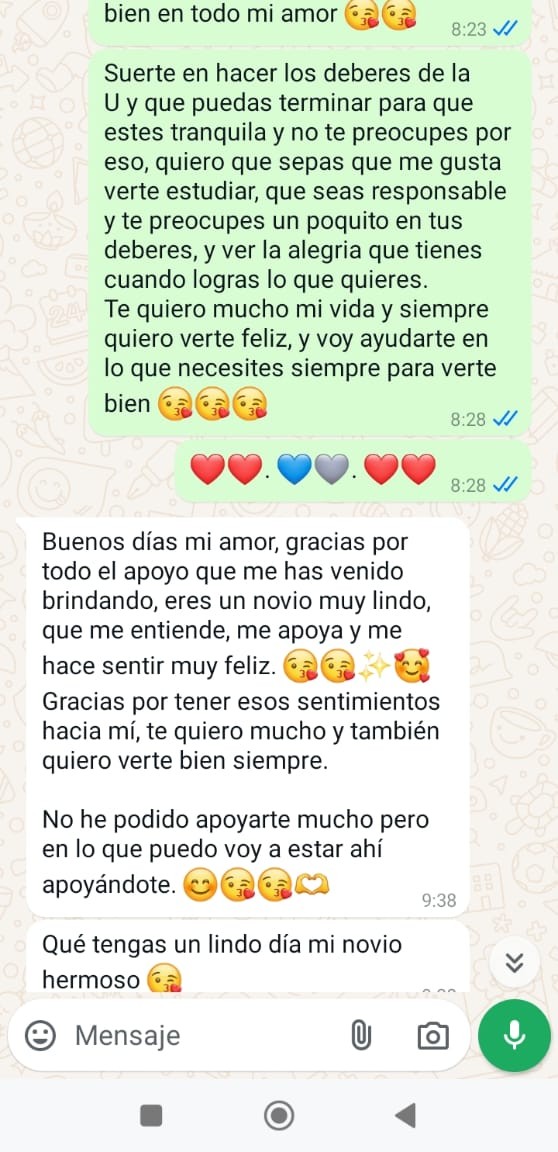 bien en todo mi amor 😘😘
8:23
Suerte en hacer los deberes de la
U y que puedas terminar para que
estes tranquila y no te preocupes por
eso, quiero que sepas que me gusta
verte estudiar, que seas responsable
y te preocupes un poquito en tus
deberes, y ver la alegria que tienes
cuando logras lo que quieres.
Te quiero mucho mi vida y siempre
quiero verte feliz, y voy ayudarte en
lo que necesites siempre para verte
bien 😘😘😘
8:28
❤️❤️. 💙🩶. ❤️❤️
8:28
Buenos días mi amor, gracias por
todo el apoyo que me has venido
brindando, eres un novio muy lindo,
que me entiende, me apoya y me
hace sentir muy feliz. 😘😘✨🥰
Gracias por tener esos sentimientos
hacia mí, te quiero mucho y también
quiero verte bien siempre.
No he podido apoyarte mucho pero
en lo que puedo voy a estar ahí
apoyándote. 😊😘😘🫶
9:38
Qué tengas un lindo día mi novio
hermoso 😘
Mensaje